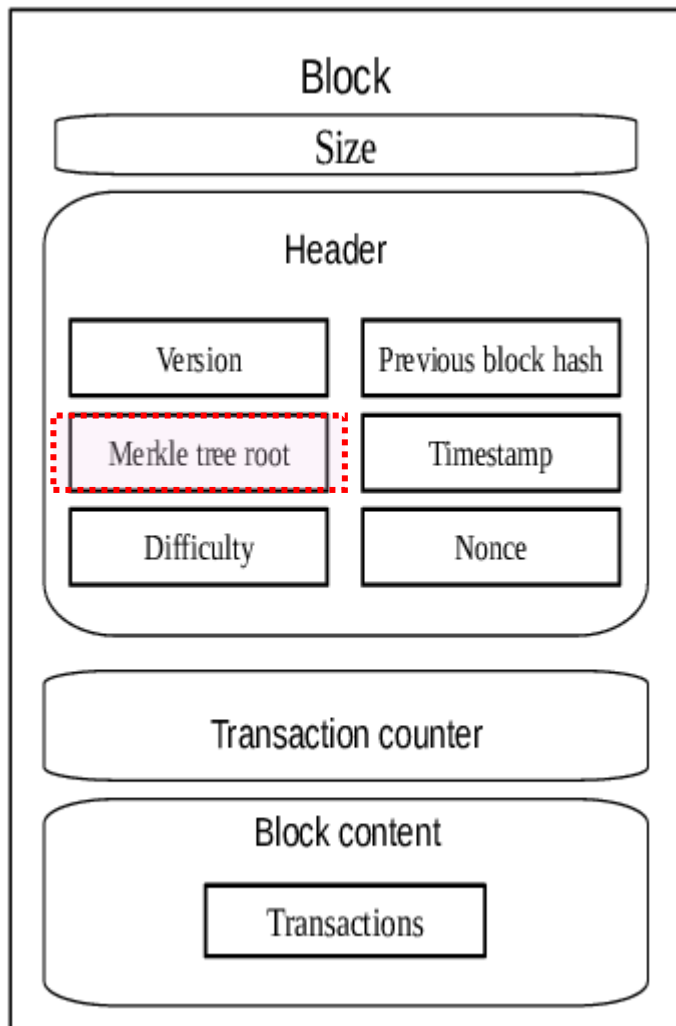 Block
Size
Header
Version
Previous block hash
Merkle tree root
Timestamp
Difficulty
Nonce
Transaction counter
Block content
Transactions